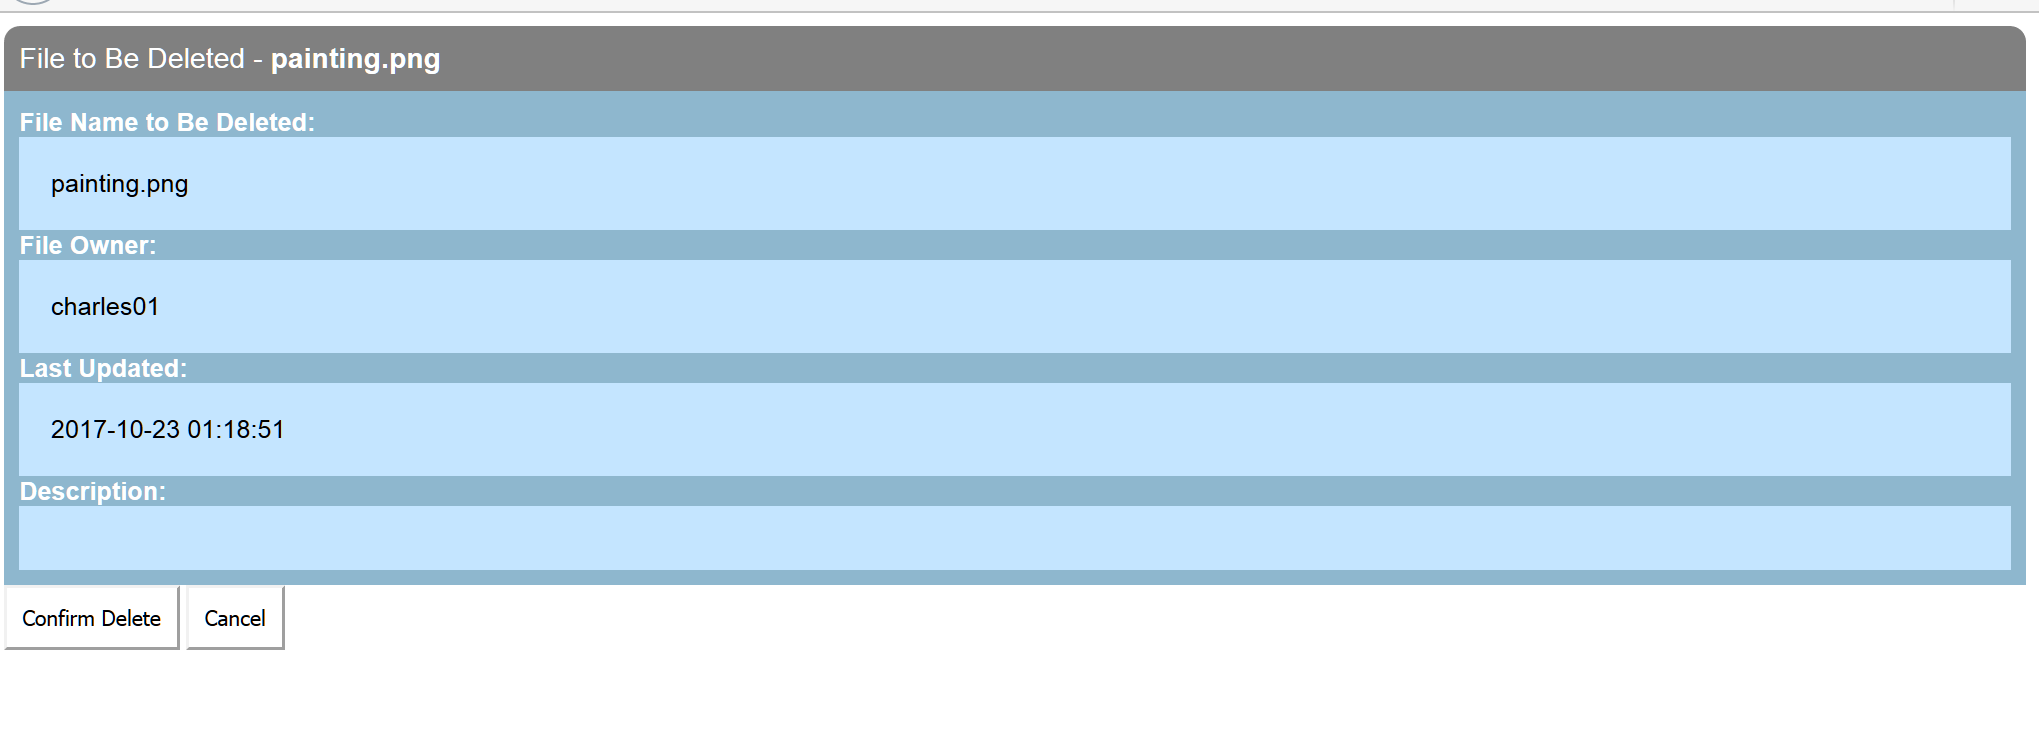 File to Be Deleted - painting.png
File Name to Be Deleted:
painting.png
File Owner:
charles01
Last Updated:
2017-10-23 01:18:51
Description:
Confirm Delete Cancel